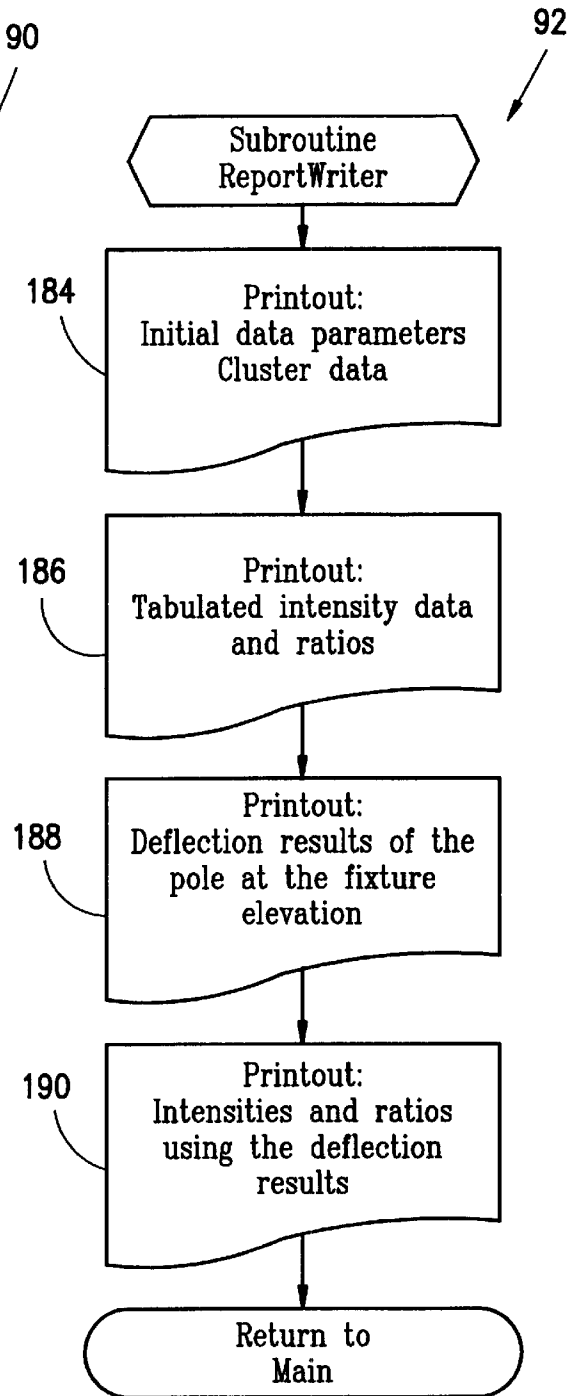 90
92
Subroutine
ReportWriter
184
Printout:
Initial data parameters
Cluster data
186
Printout:
Tabulated intensity data
and ratios
188
Printout:
Deflection results of the
pole at the fixture
elevation
190
Printout:
Intensities and ratios
using the deflection
results
Return to
Main